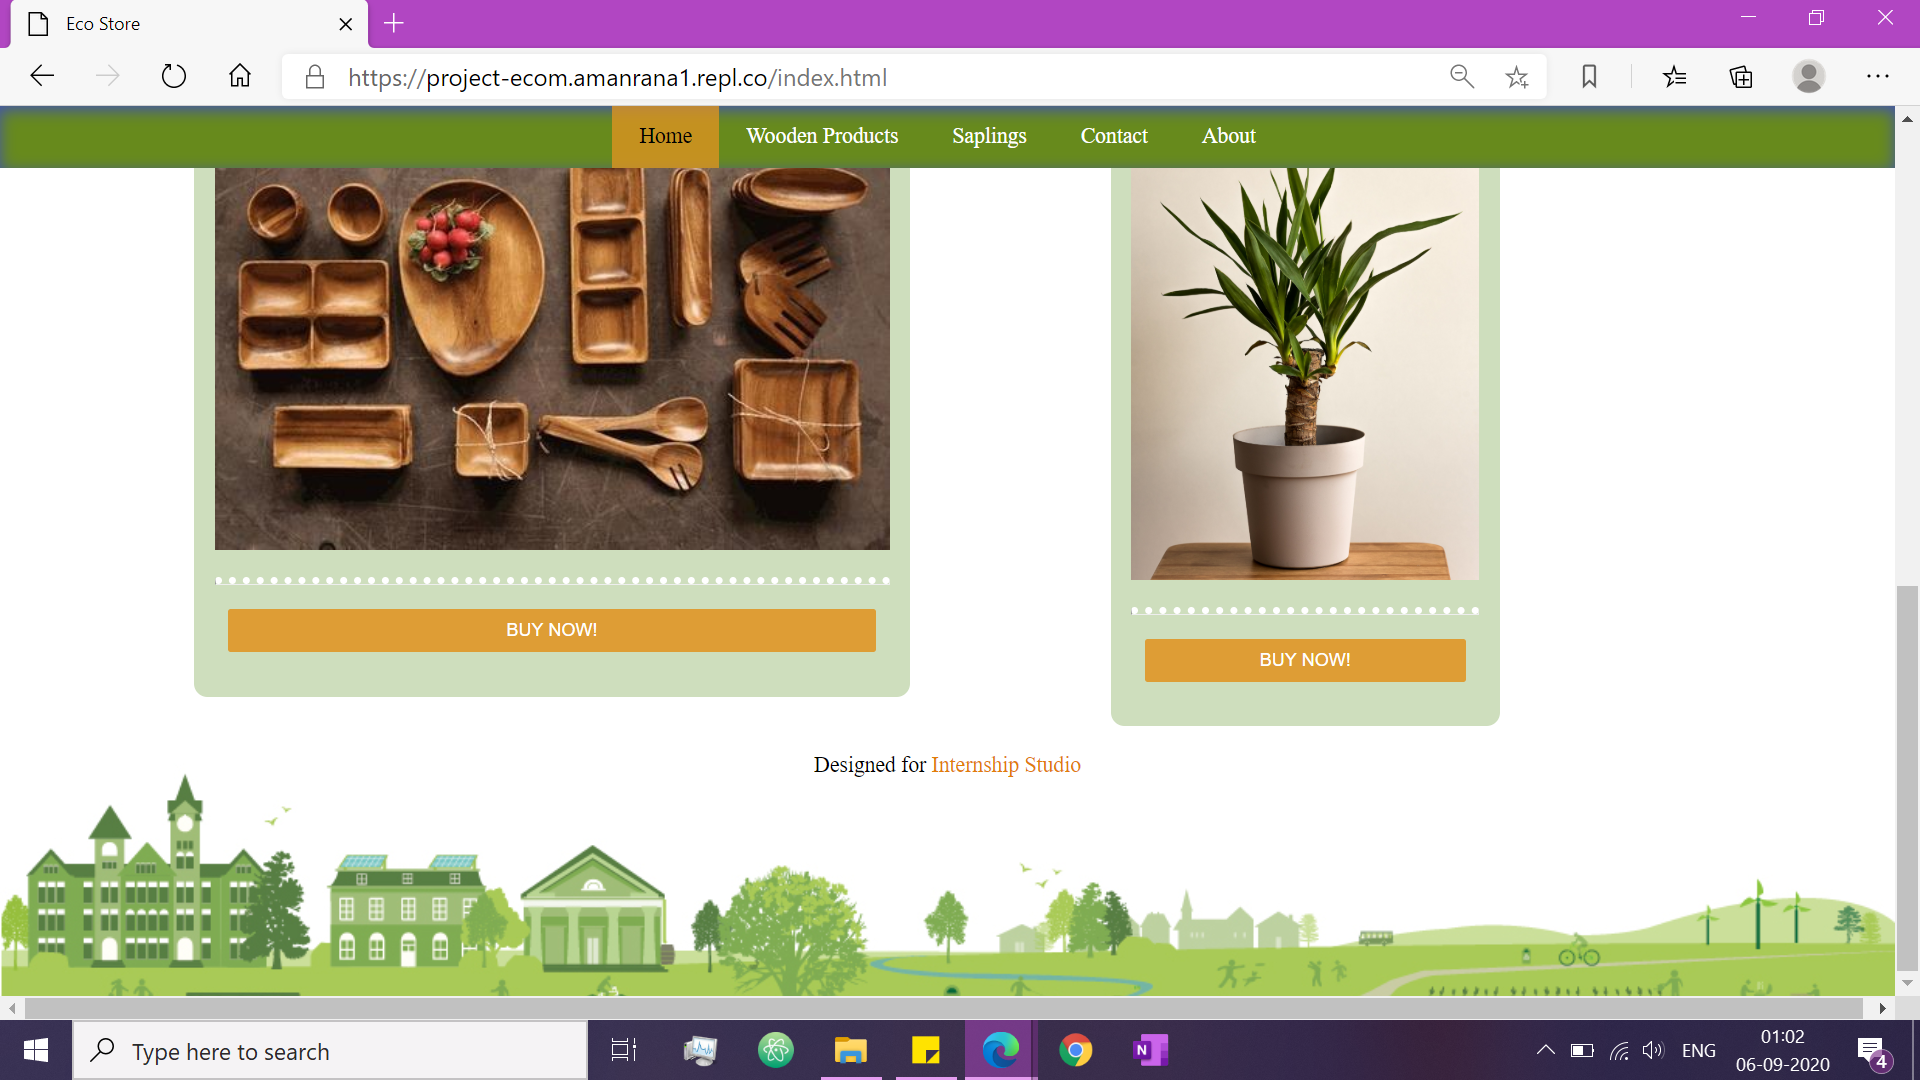 Eco Store
https://project-ecom.amanrana1.repl.co/index.html
Home Wooden Products Saplings Contact About
BUY NOW!
BUY NOW!
Designed for Internship Studio
Type here to search
N
ENG
01:02
06-09-2020
4